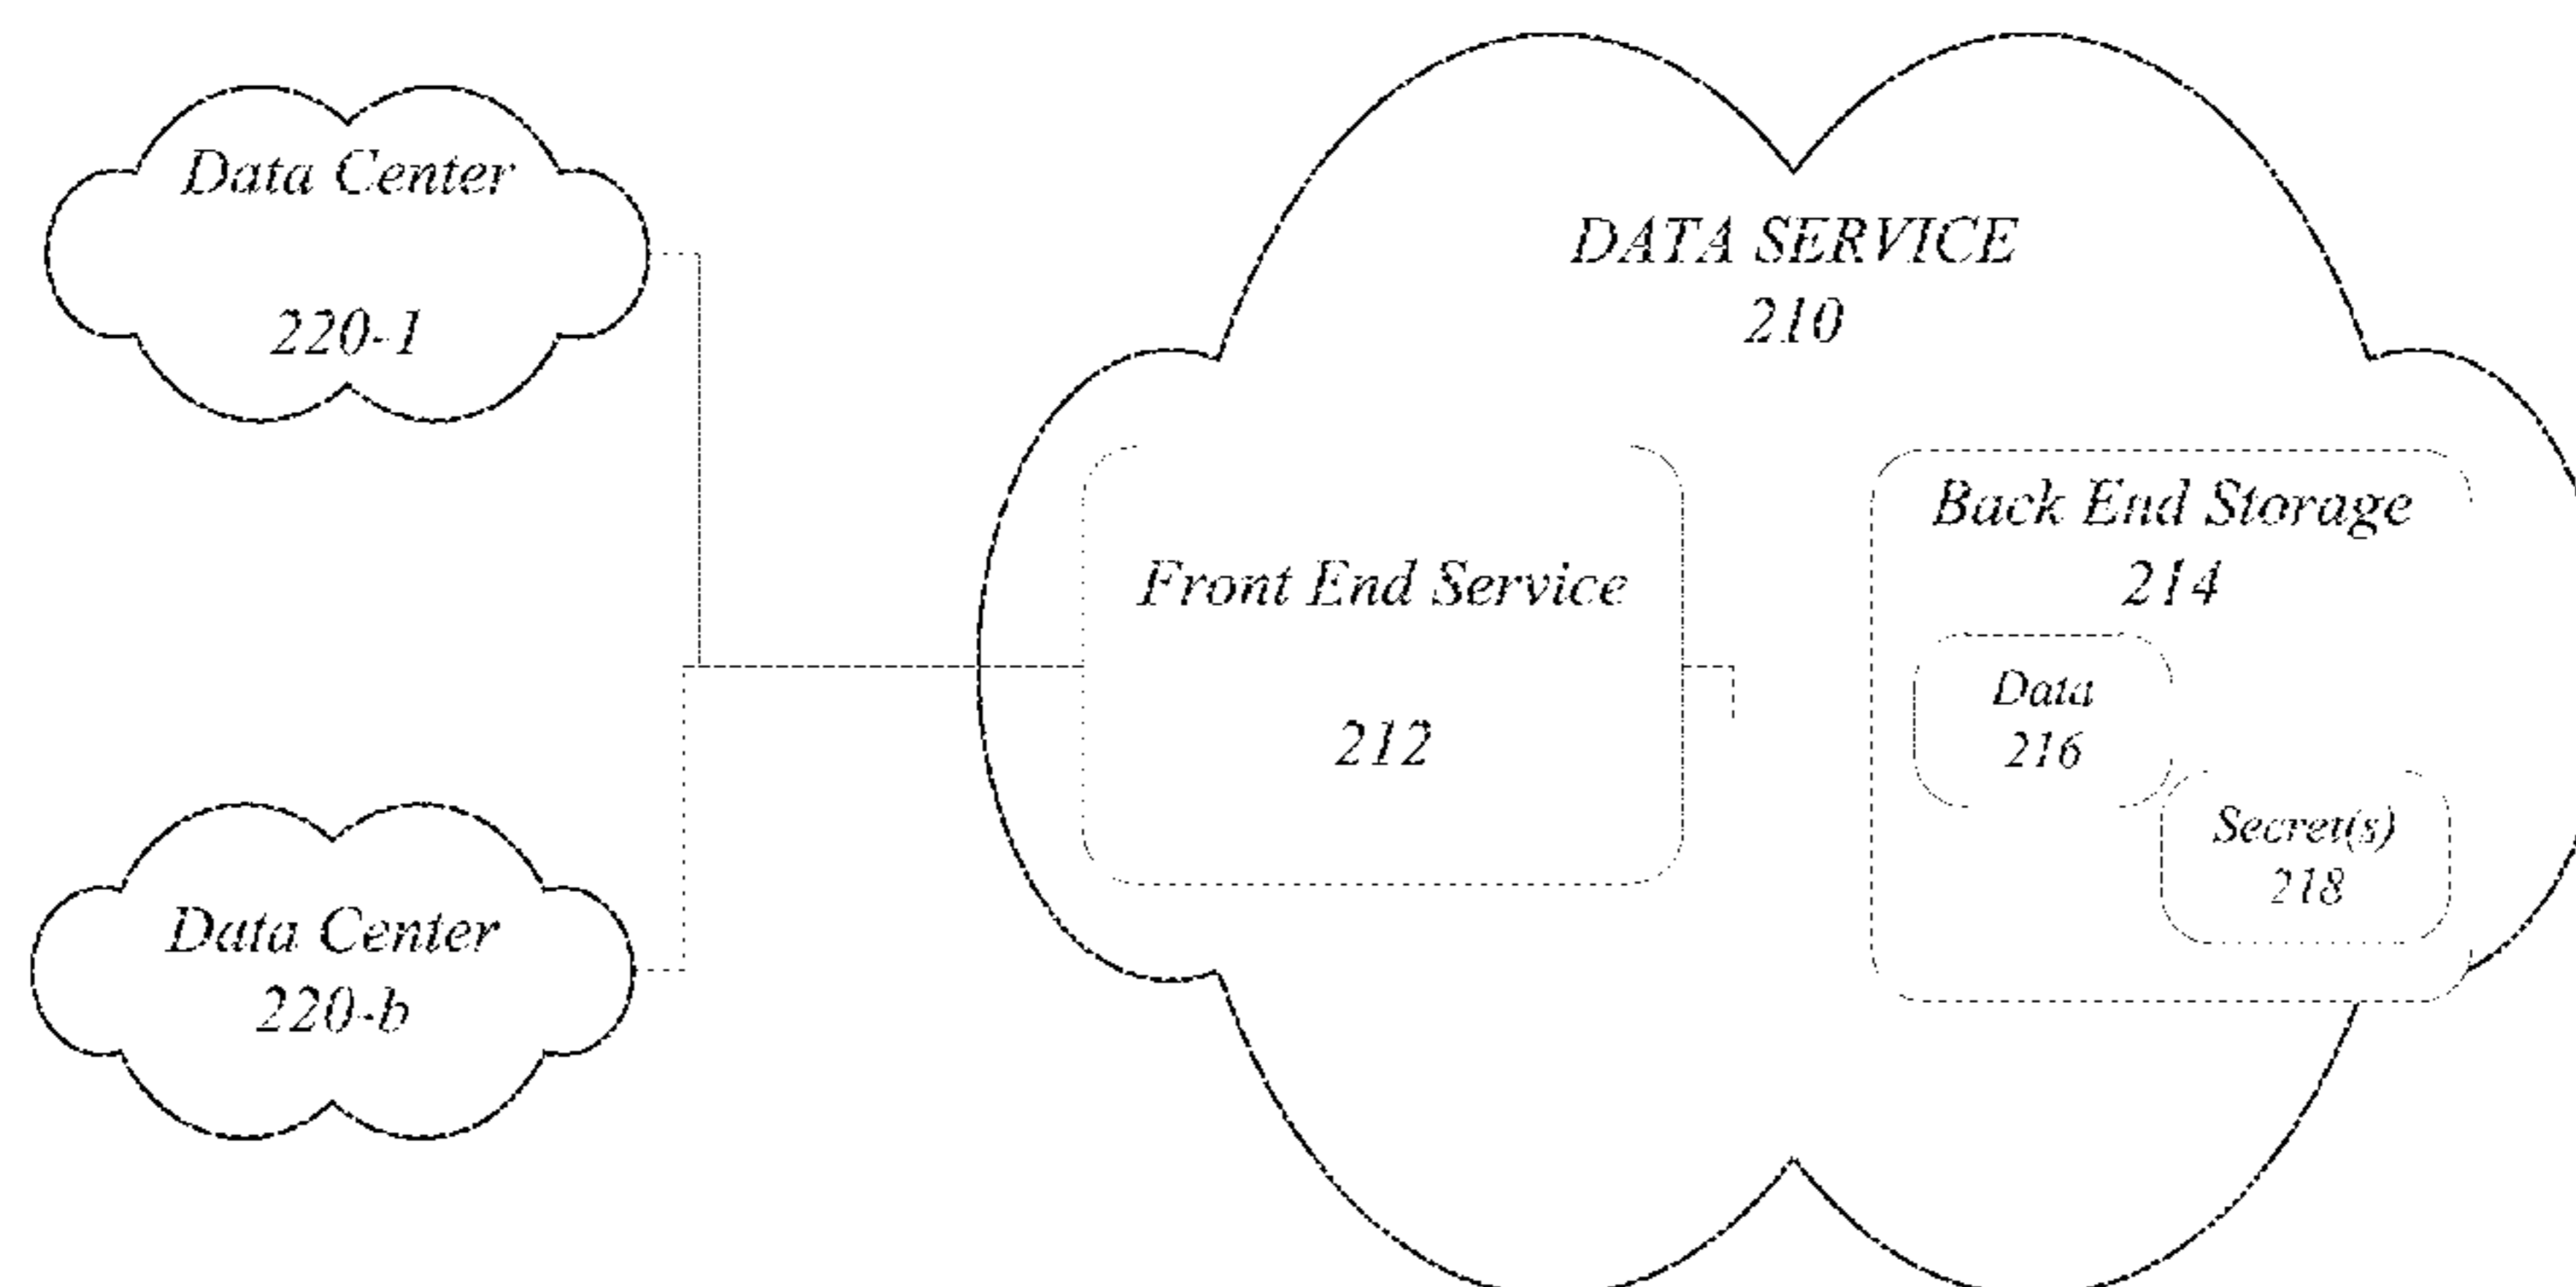 Data Center
220-1
DATA SERVICE
210
Front End Service
212
Back End Storage
214
Data
216
Secret(s)
218
Data Center
220-b